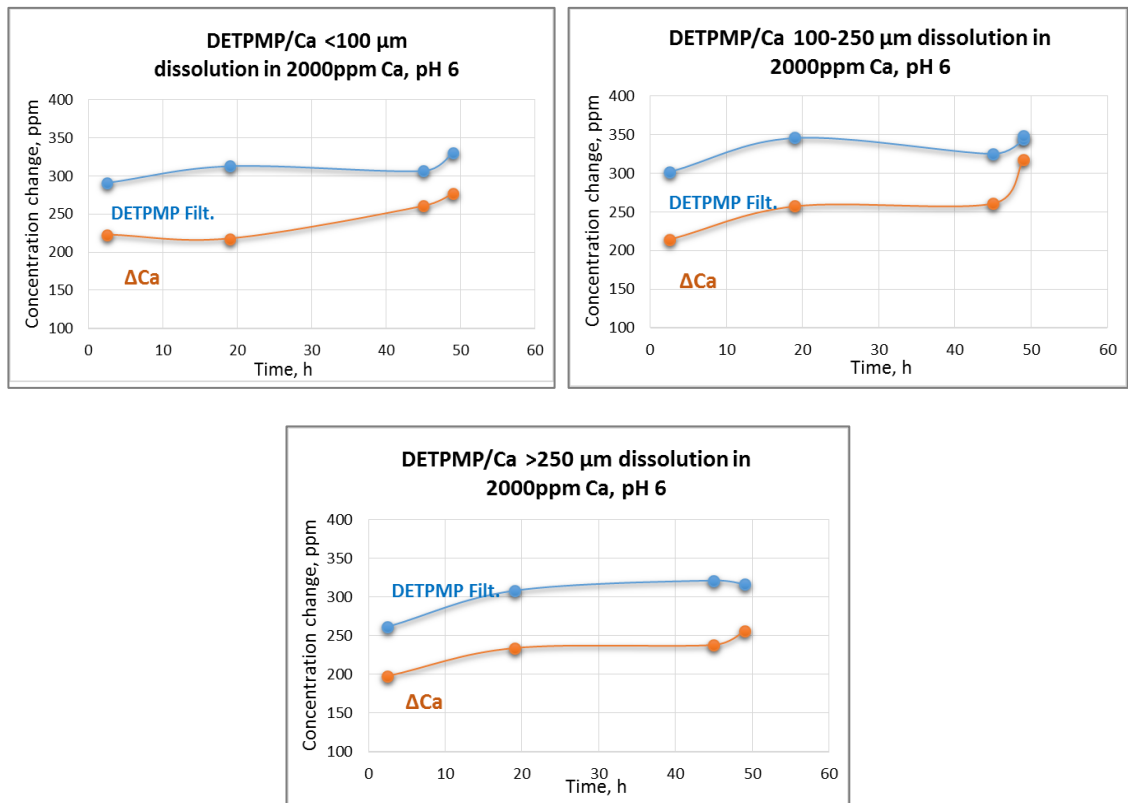 DETPMP/Ca <100 µm
dissolution in 2000ppm Ca, pH 6
Concentration change, ppm
400
350
300
250
200
150
100
DETPMP Filt.
ΔCa
0
10
20
30
40
50
60
Time, h
DETPMP/Ca 100-250 µm dissolution in
2000ppm Ca, pH 6
Concentration change, ppm
400
350
300
250
200
150
100
DETPMP Filt.
ΔCa
0
10
20
30
40
50
60
Time, h
DETPMP/Ca >250 µm dissolution in
2000ppm Ca, pH 6
Concentration change, ppm
400
350
300
250
200
150
100
DETPMP Filt.
ΔCa
0
10
20
30
40
50
60
Time, h